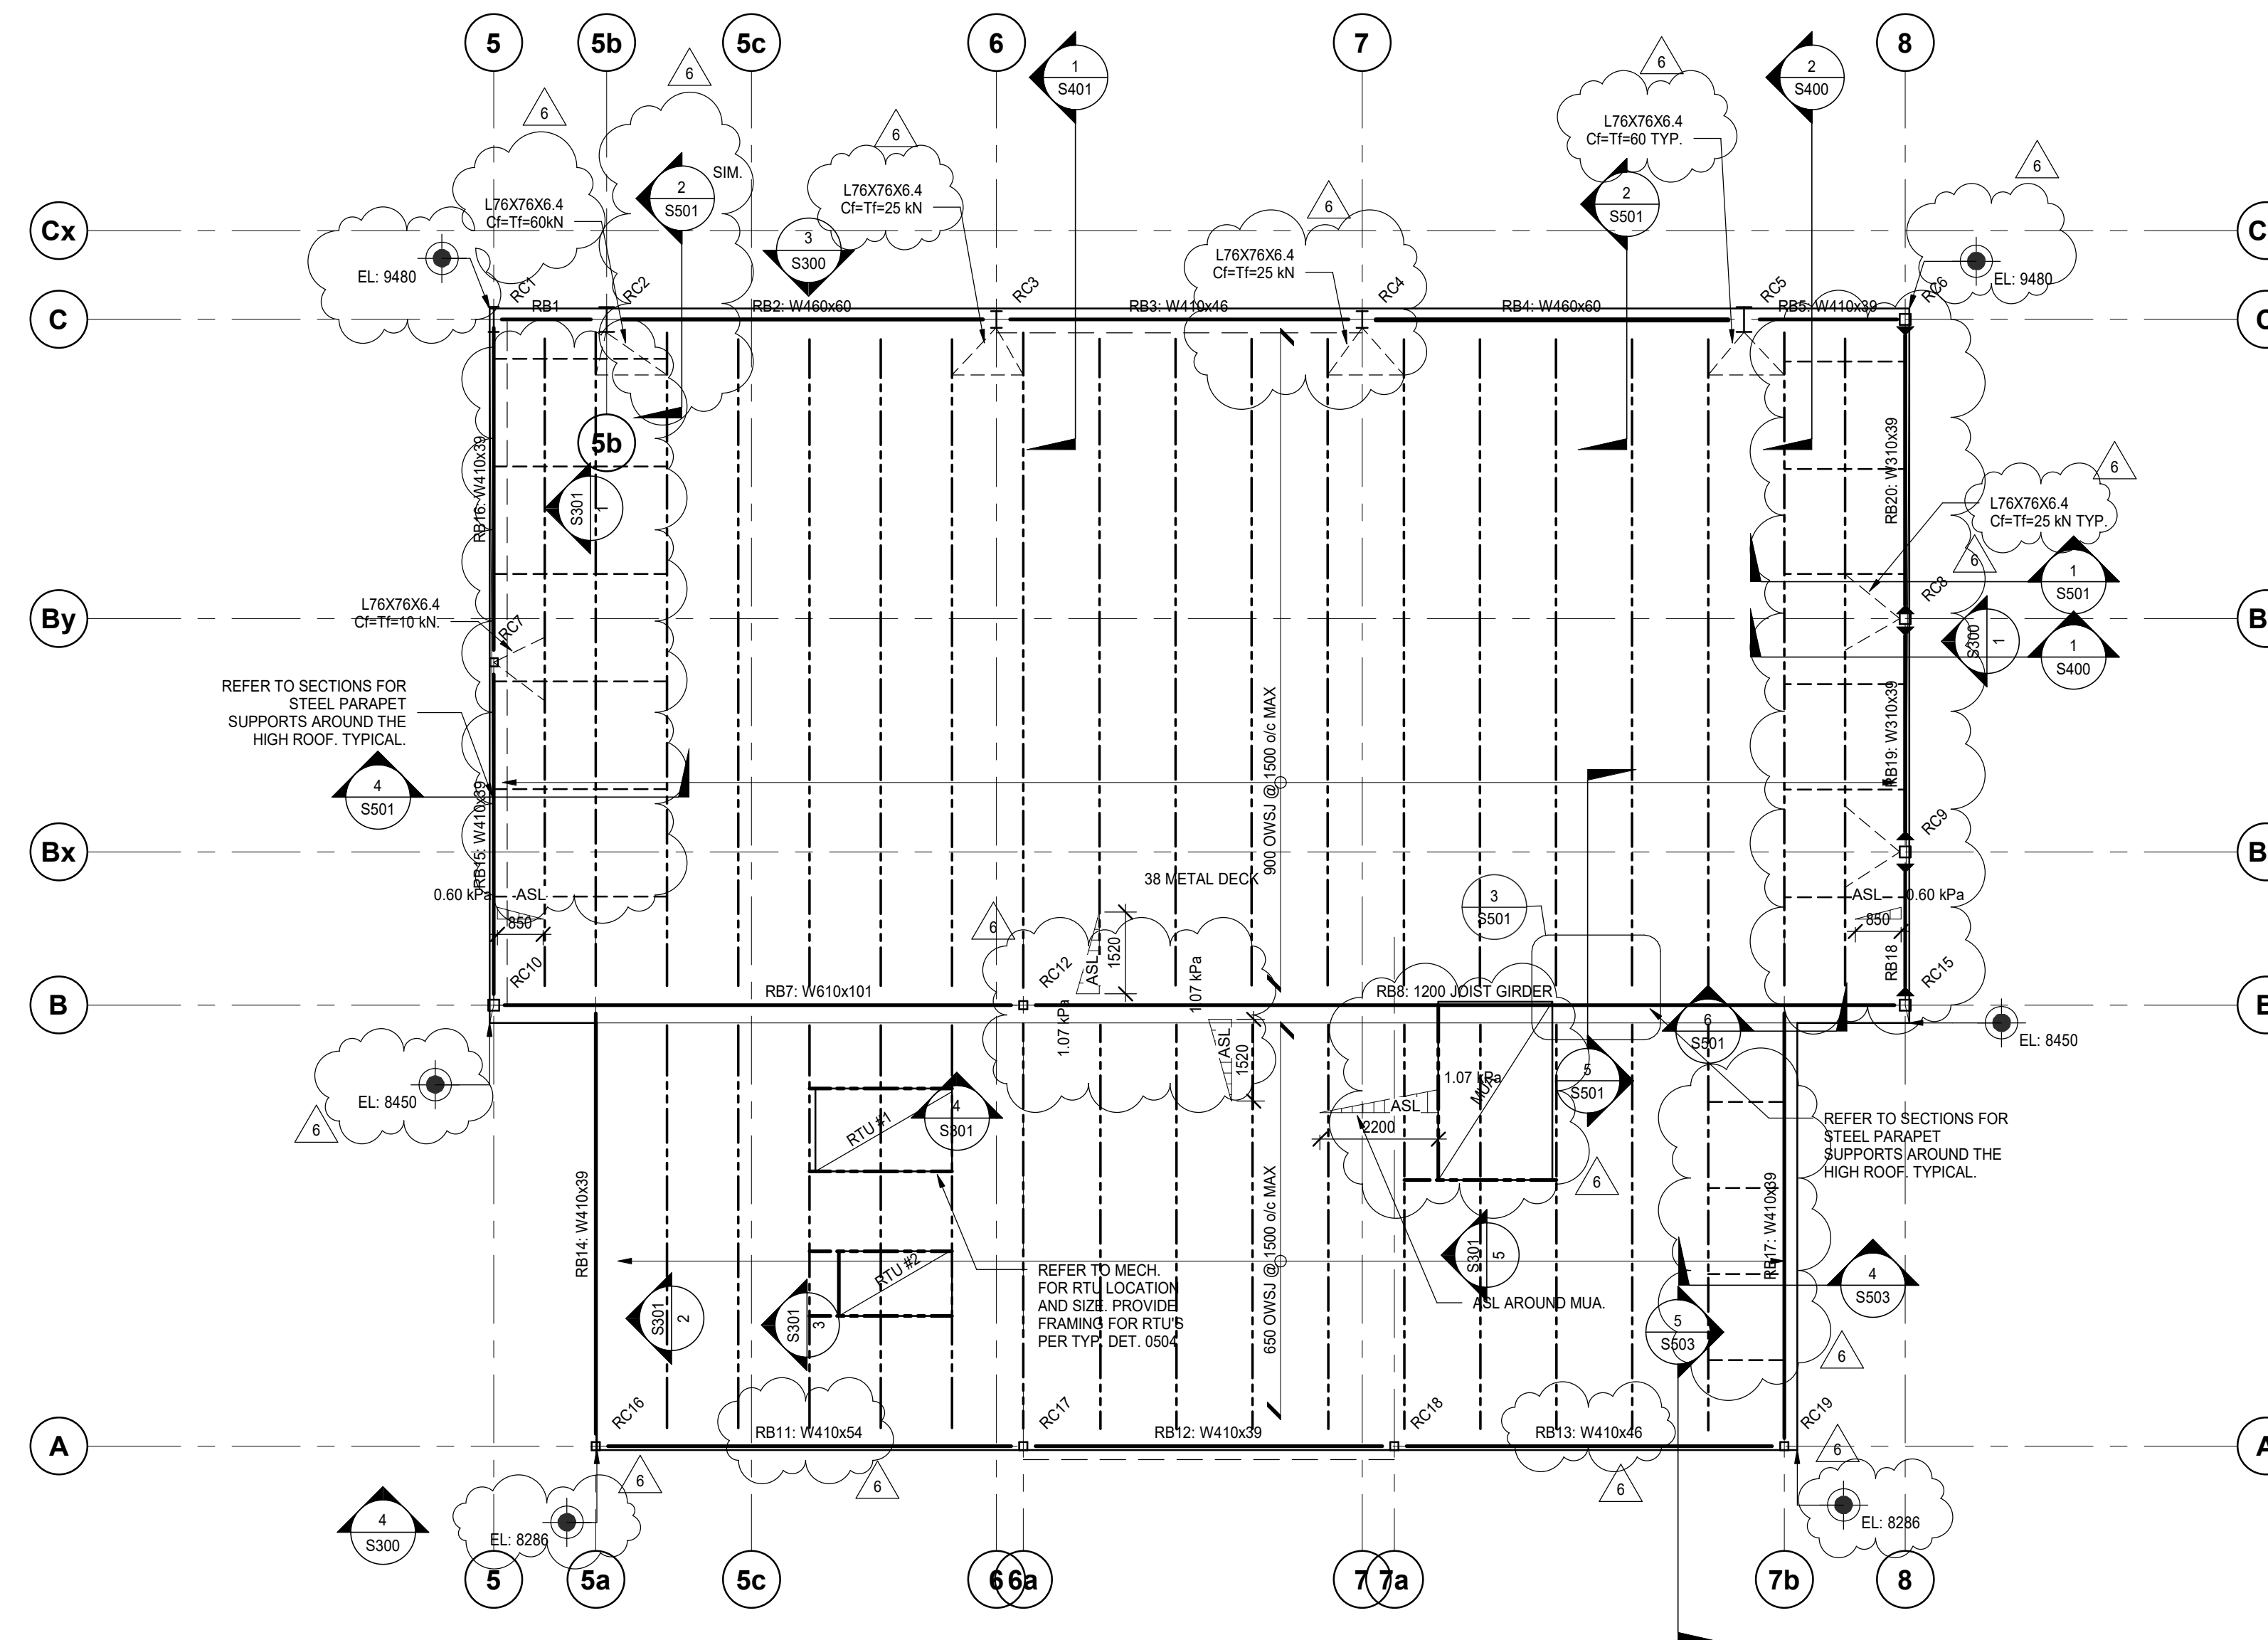 5
5b
5c
6
7
8
1
S401
2
S400
6
6
6
6
6
6
L76X76X6.4
Cf=Tf=60 TYP.
2
S501
SIM.
L76X76X6.4
Cf=Tf=60kN
L76X76X6.4
Cf=Tf=25 kN
2
S501
Cx
3
S300
L76X76X6.4
Cf=Tf=25 kN
EL: 9480
EL: 9480
RC1
RC2
RC3
RC4
RC5
RC6
C
RB1
RB2: W460x60
RB3: W410x46
RB4: W460x60
RB5: W410x39
C
5b
RB16: W410x39
S301
1
RB20: W310x39
6
L76X76X6.4
Cf=Tf=25 kN TYP.
6
1
S501
By
L76X76X6.4
Cf=Tf=10 kN.
RC7
RC8
S300
1
1
S400
REFER TO SECTIONS FOR
STEEL PARAPET
SUPPORTS AROUND THE
HIGH ROOF. TYPICAL.
4
S501
RB15: W410x39
900 OWSJ @1500 o/c MAX
RB19: W310x39
RC9
Bx
38 METAL DECK
0.60 kPa
ASL
850
3
S501
ASL
0.60 kPa
850
6
RC10
RC12
ASL
1520
1.07 kPa
1.07 kPa
RB18
RC15
B
RB7: W610x101
RB8: 1200 JOIST GIRDER
6
S501
EL: 8450
EL: 8450
6
ASL
1520
1.07 kPa
MUA
5
S501
ASL
2200
RTU #1
4
S301
REFER TO SECTIONS FOR
STEEL PARAPET
SUPPORTS AROUND THE
HIGH ROOF. TYPICAL.
6
RB14: W410x39
650 OWSJ @1500 o/c MAX
RB17: W410x39
RTU #2
REFER TO MECH.
FOR RTU LOCATION
AND SIZE. PROVIDE
FRAMING FOR RTU'S
PER TYP. DET. 0504
S301
5
ASL AROUND MUA.
4
S503
S301
2
S301
3
5
S503
6
RC16
RC17
RC18
RC19
A
RB11: W410x54
RB12: W410x39
RB13: W410x46
6
6
6
6
4
S300
EL: 8286
EL: 8286
5
5a
5c
6
6a
7
7a
7b
8